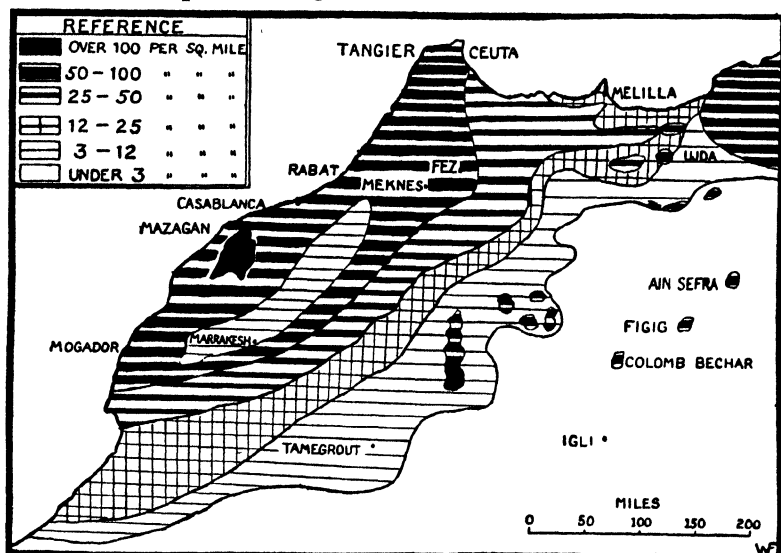 REFERENCE
OVER 100 PER SQ. MILE
50 - 100 " " "
25 - 50 " " "
12 - 25 " " "
3 - 12 " " "
UNDER 3 " " "
TANGIER
CEUTA
MELILLA
RABAT
FEZ
MEKNES
UJDA
CASABLANCA
MAZAGAN
AIN SEFRA
MOGADOR
MARRAKESH
FIGIG
COLOMB BECHAR
TAMEGROUT
IGLI
MILES
0 50 100 150 200